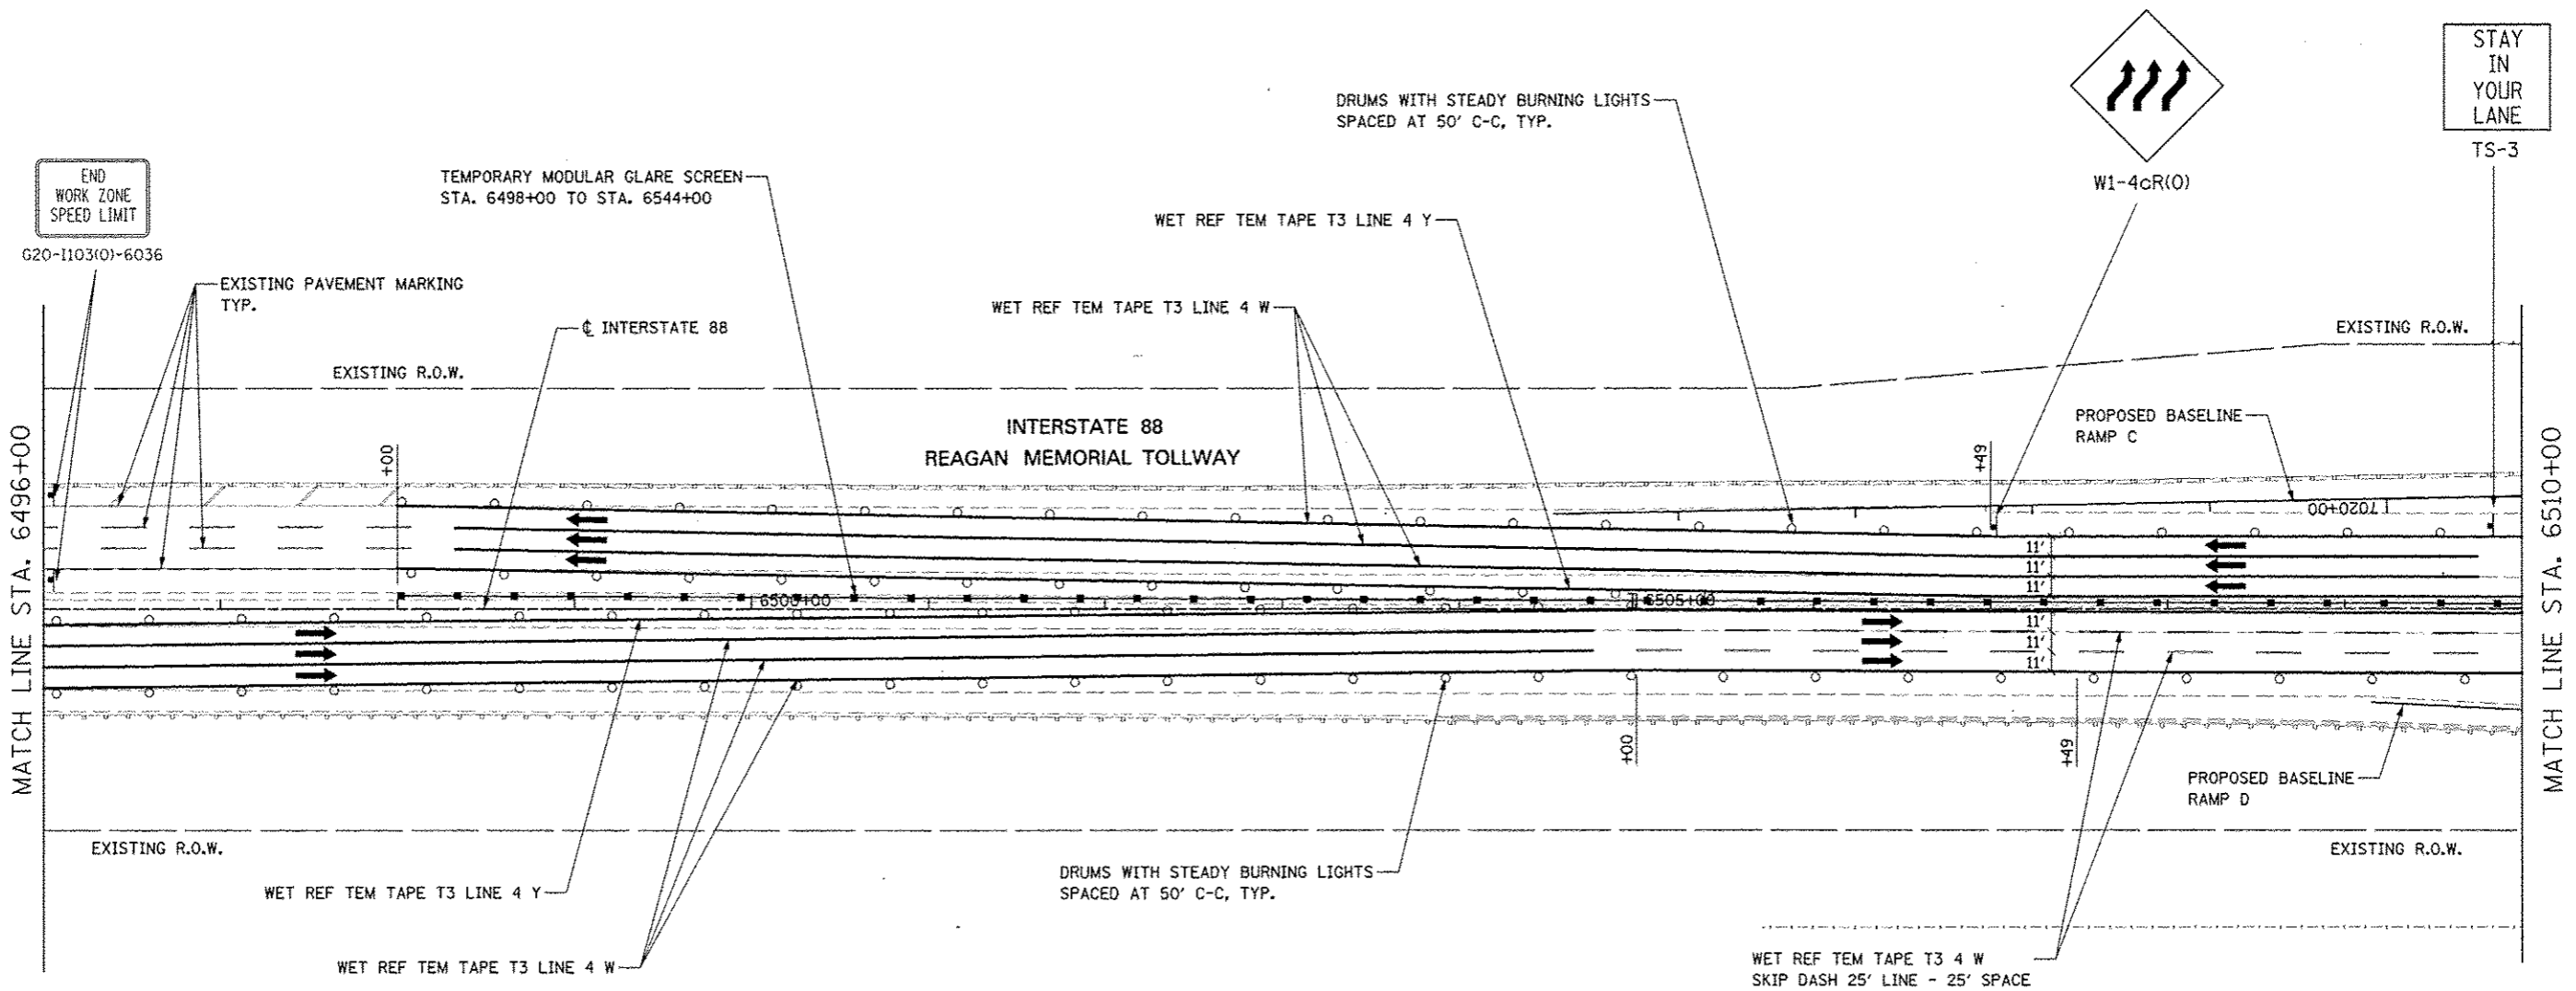 STAY
IN
YOUR
LANE
TS-3
W1-4cR(O)
DRUMS WITH STEADY BURNING LIGHTS
SPACED AT 50' C-C, TYP.
END
WORK ZONE
SPEED LIMIT
G20-I103(O)-6036
TEMPORARY MODULAR GLARE SCREEN
STA. 6498+00 TO STA. 6544+00
WET REF TEM TAPE T3 LINE 4 Y
EXISTING PAVEMENT MARKING
TYP.
WET REF TEM TAPE T3 LINE 4 W
℄ INTERSTATE 88
EXISTING R.O.W.
EXISTING R.O.W.
INTERSTATE 88
REAGAN MEMORIAL TOLLWAY
PROPOSED BASELINE
RAMP C
MATCH LINE STA. 6496+00
+00
+49
7020+00
MATCH LINE STA. 6510+00
11'
11'
11'
6500+00
6505+00
11'
11'
11'
+00
+49
PROPOSED BASELINE
RAMP D
EXISTING R.O.W.
EXISTING R.O.W.
WET REF TEM TAPE T3 LINE 4 Y
DRUMS WITH STEADY BURNING LIGHTS
SPACED AT 50' C-C, TYP.
WET REF TEM TAPE T3 LINE 4 W
WET REF TEM TAPE T3 4 W
SKIP DASH 25' LINE - 25' SPACE